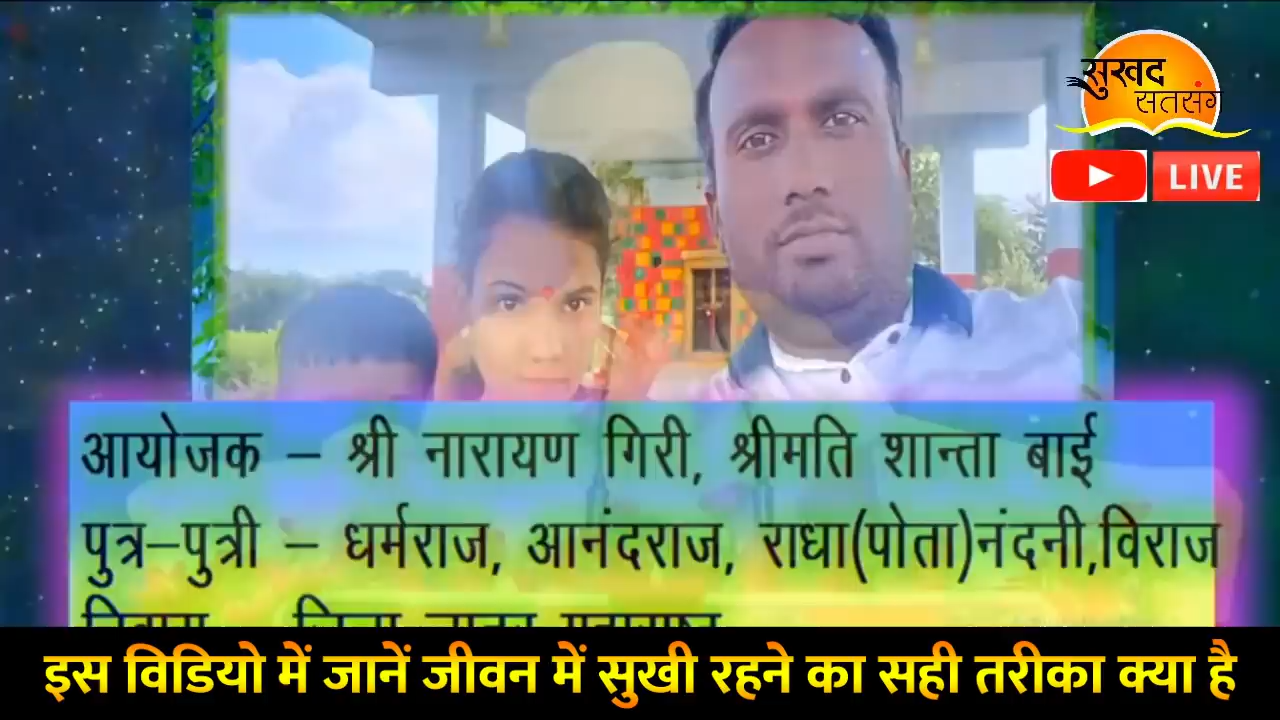 सुखद
सतसंग
LIVE
आयोजक – श्री नारायण गिरी, श्रीमति शान्ता बाई
पुत्र–पुत्री – धर्मराज, आनंदराज, राधा(पोता)नंदनी,विराज
इस विडियो में जानें जीवन में सुखी रहने का सही तरीका क्या है